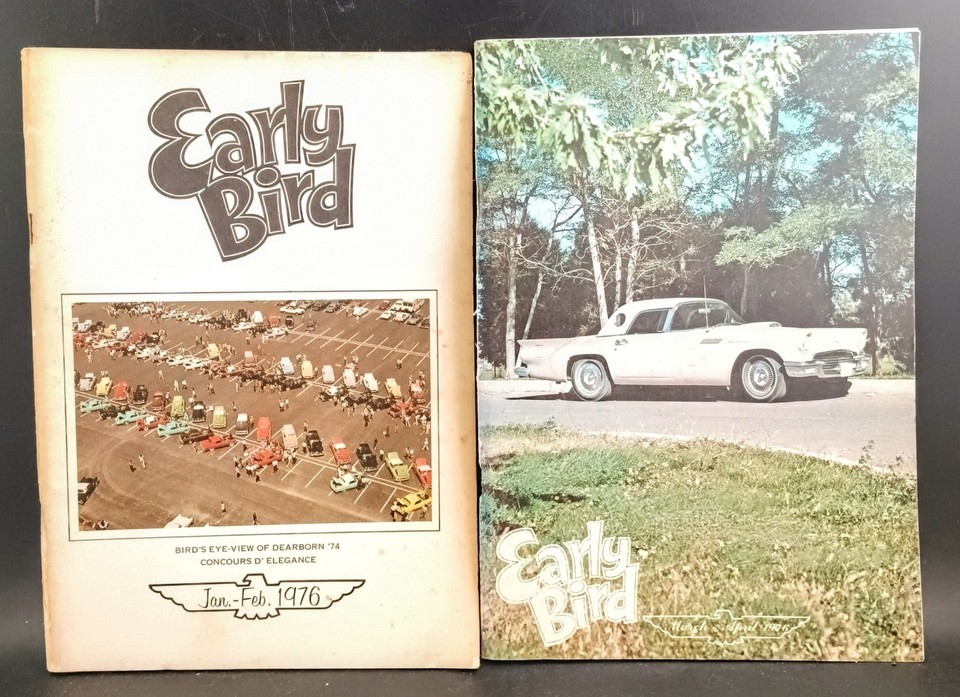 Early
Bird
BIRD'S EYE-VIEW OF DEARBORN '74
CONCOURS D' ELEGANCE
Jan.-Feb. 1976
Early
Bird
March - April 1976